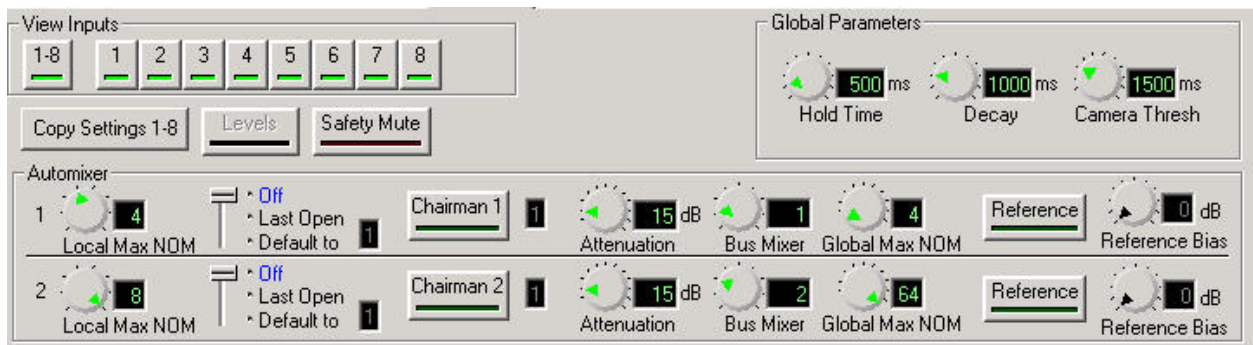 View Inputs
1-8 1 2 3 4 5 6 7 8
Copy Settings 1-8 Levels Safety Mute
Global Parameters
500 ms 1000 ms 1500 ms
Hold Time Decay Camera Thresh
Automixer
1 4 Off Chairman 1 1 15 dB 1 4 Reference 0 dB
Last Open
Default to 1
Local Max NOM Attenuation Bus Mixer Global Max NOM Reference Bias
2 8 Off Chairman 2 1 15 dB 2 64 Reference 0 dB
Last Open
Default to 1
Local Max NOM Attenuation Bus Mixer Global Max NOM Reference Bias